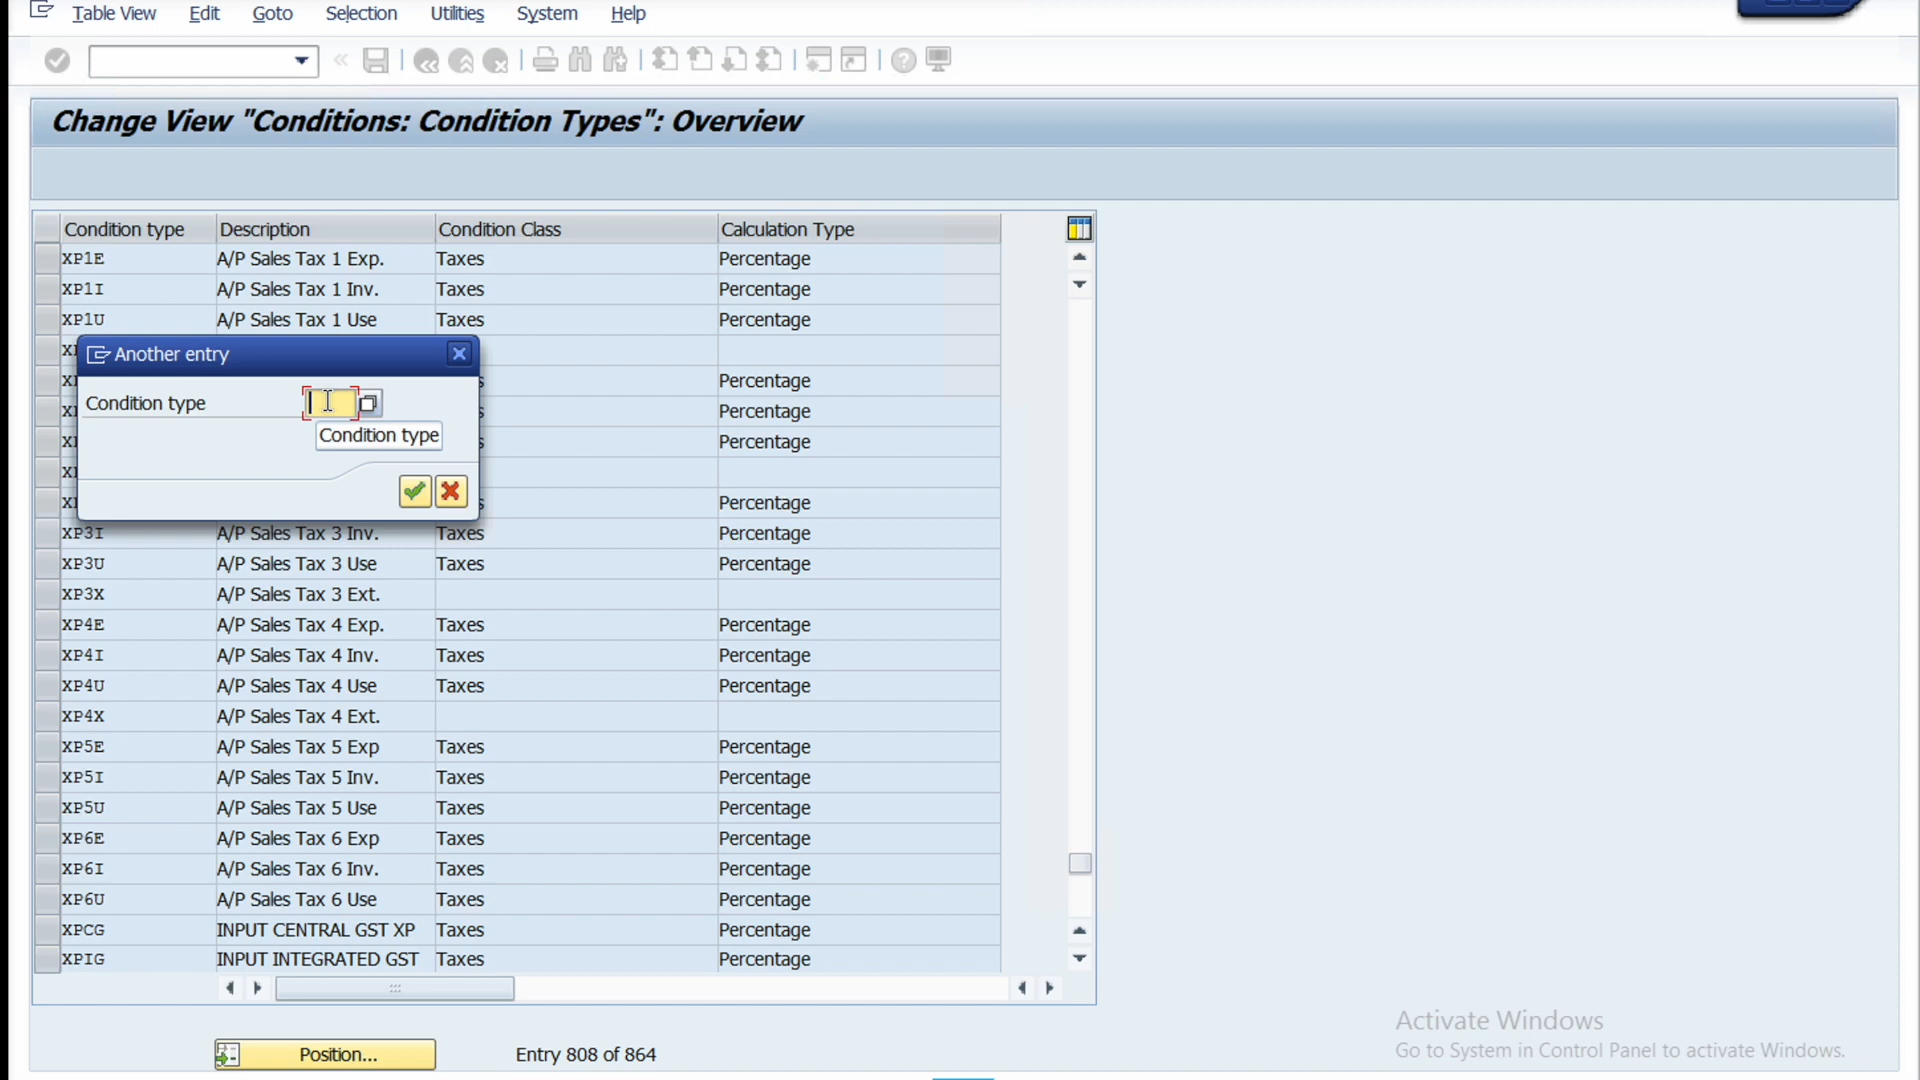 Table View Edit Goto Selection Utilities System Help
Change View "Conditions: Condition Types": Overview
Condition type Description Condition Class Calculation Type
XP1E A/P Sales Tax 1 Exp. Taxes Percentage
XP1I A/P Sales Tax 1 Inv. Taxes Percentage
XP1U A/P Sales Tax 1 Use Taxes Percentage
Another entry
Percentage
Condition type
Percentage
Condition type
Percentage
Percentage
XP3I A/P Sales Tax 3 Inv. Taxes Percentage
XP3U A/P Sales Tax 3 Use Taxes Percentage
XP3X A/P Sales Tax 3 Ext.
XP4E A/P Sales Tax 4 Exp. Taxes Percentage
XP4I A/P Sales Tax 4 Inv. Taxes Percentage
XP4U A/P Sales Tax 4 Use Taxes Percentage
XP4X A/P Sales Tax 4 Ext.
XP5E A/P Sales Tax 5 Exp Taxes Percentage
XP5I A/P Sales Tax 5 Inv. Taxes Percentage
XP5U A/P Sales Tax 5 Use Taxes Percentage
XP6E A/P Sales Tax 6 Exp Taxes Percentage
XP6I A/P Sales Tax 6 Inv. Taxes Percentage
XP6U A/P Sales Tax 6 Use Taxes Percentage
XPCG INPUT CENTRAL GST XP Taxes Percentage
XPIG INPUT INTEGRATED GST Taxes Percentage
Position... Entry 808 of 864
Activate Windows
Go to System in Control Panel to activate Windows.